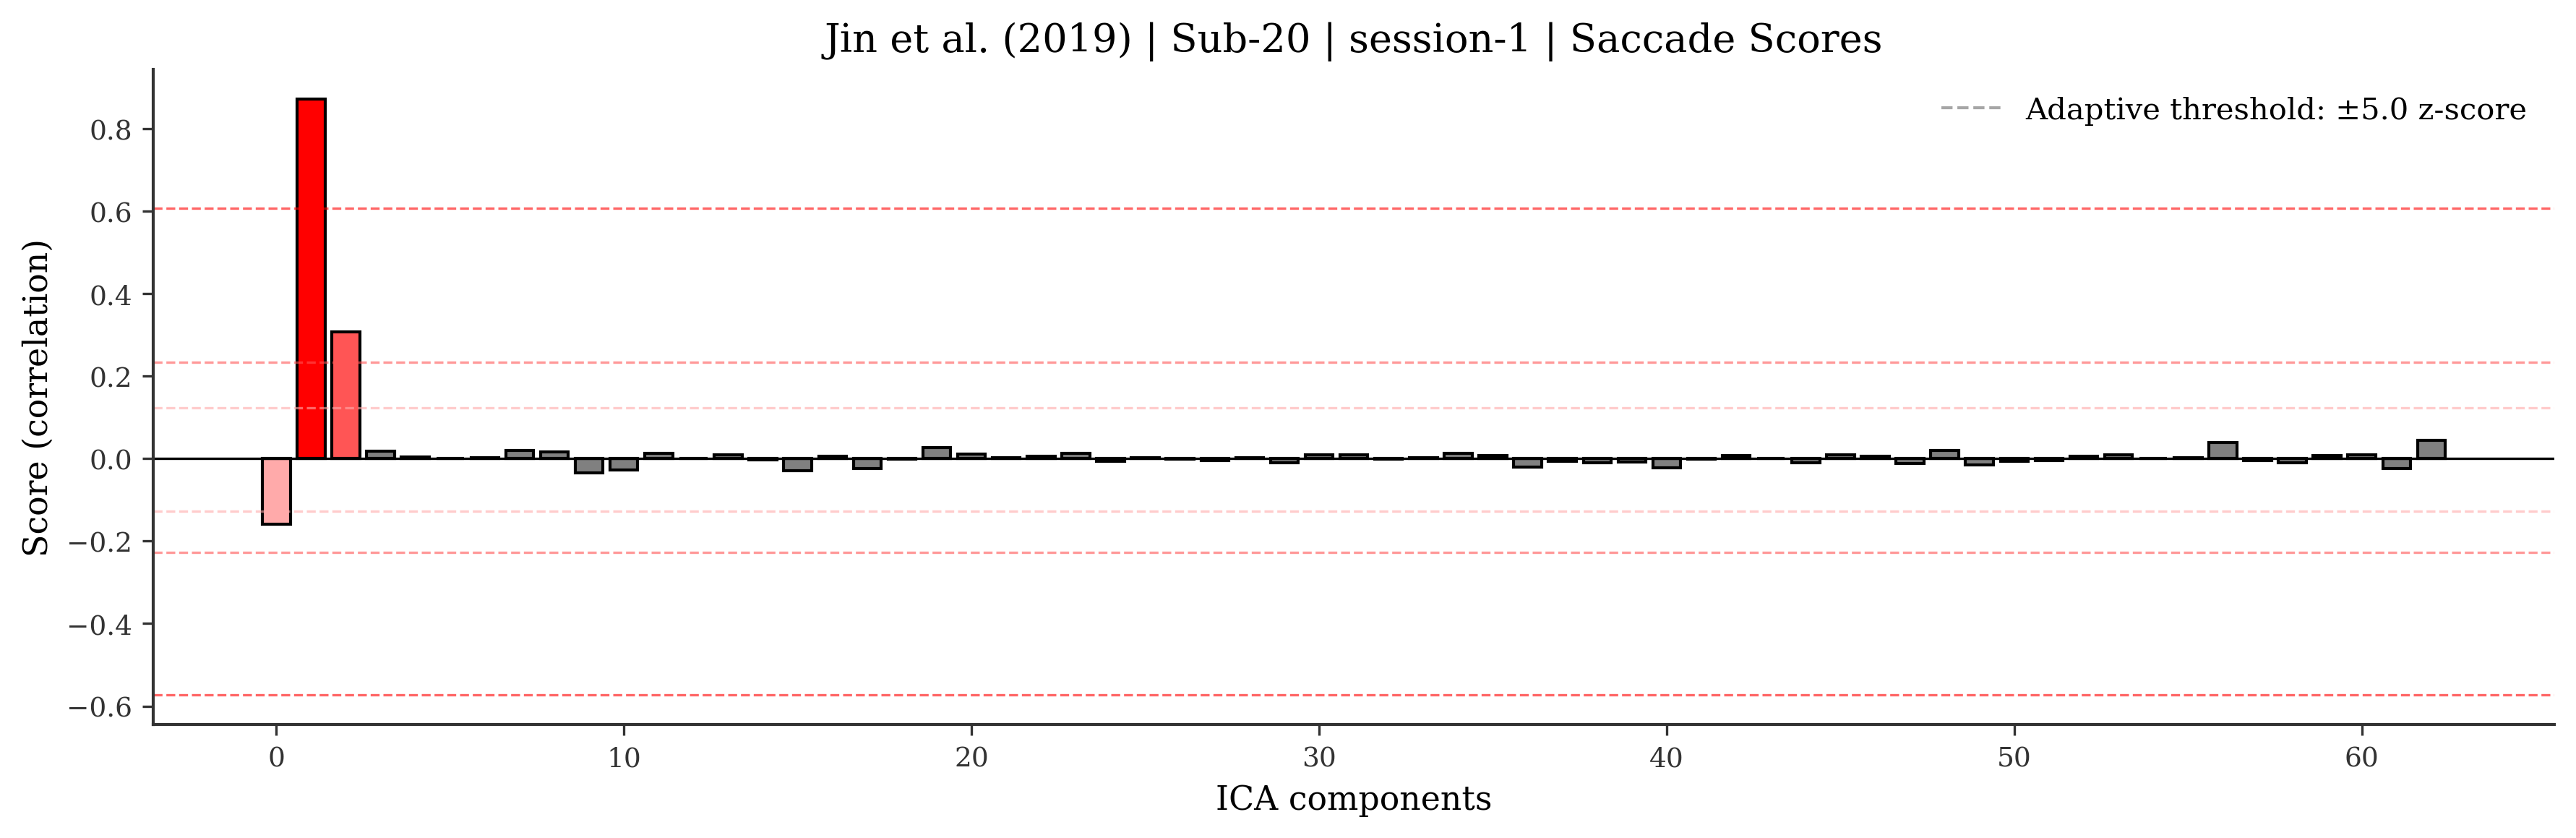 Jin et al. (2019) | Sub-20 | session-1 | Saccade Scores
Adaptive threshold: ±5.0 z-score
Score (correlation)
0.8
0.6
0.4
0.2
0.0
−0.2
−0.4
−0.6
0 10 20 30 40 50 60
ICA components